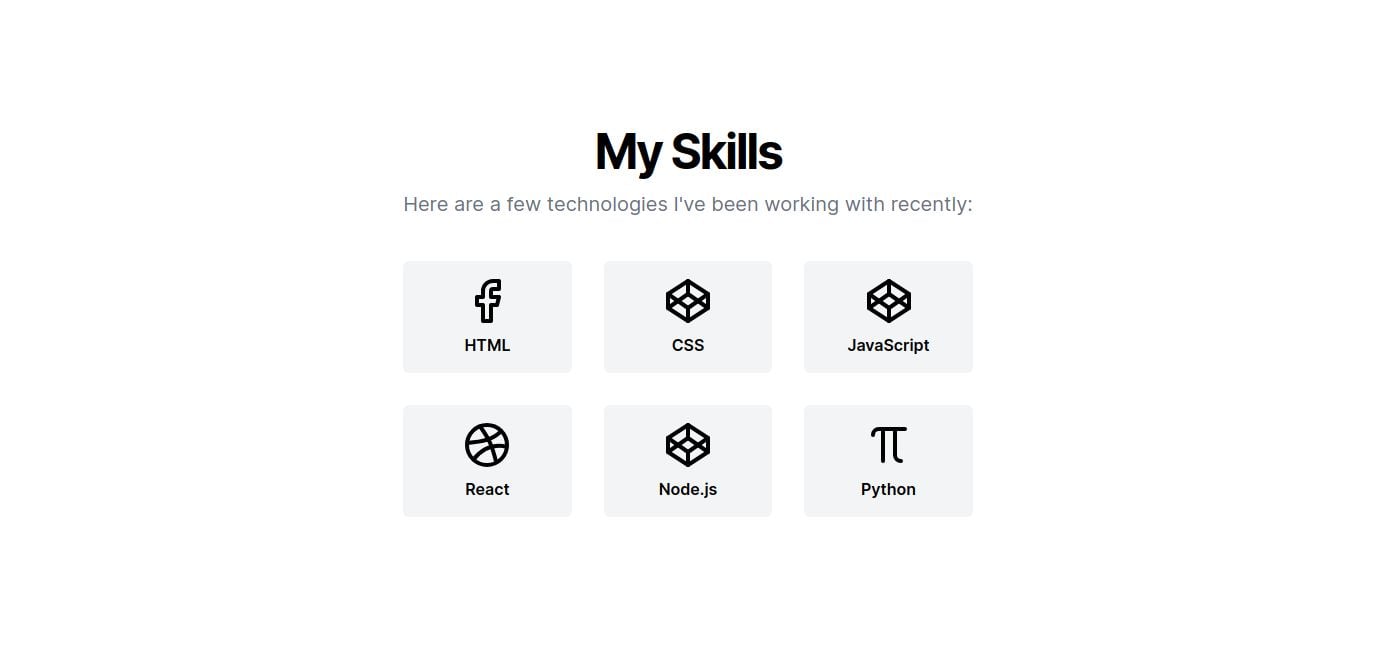 My Skills
Here are a few technologies I've been working with recently:
HTML
CSS
JavaScript
React
Node.js
Python